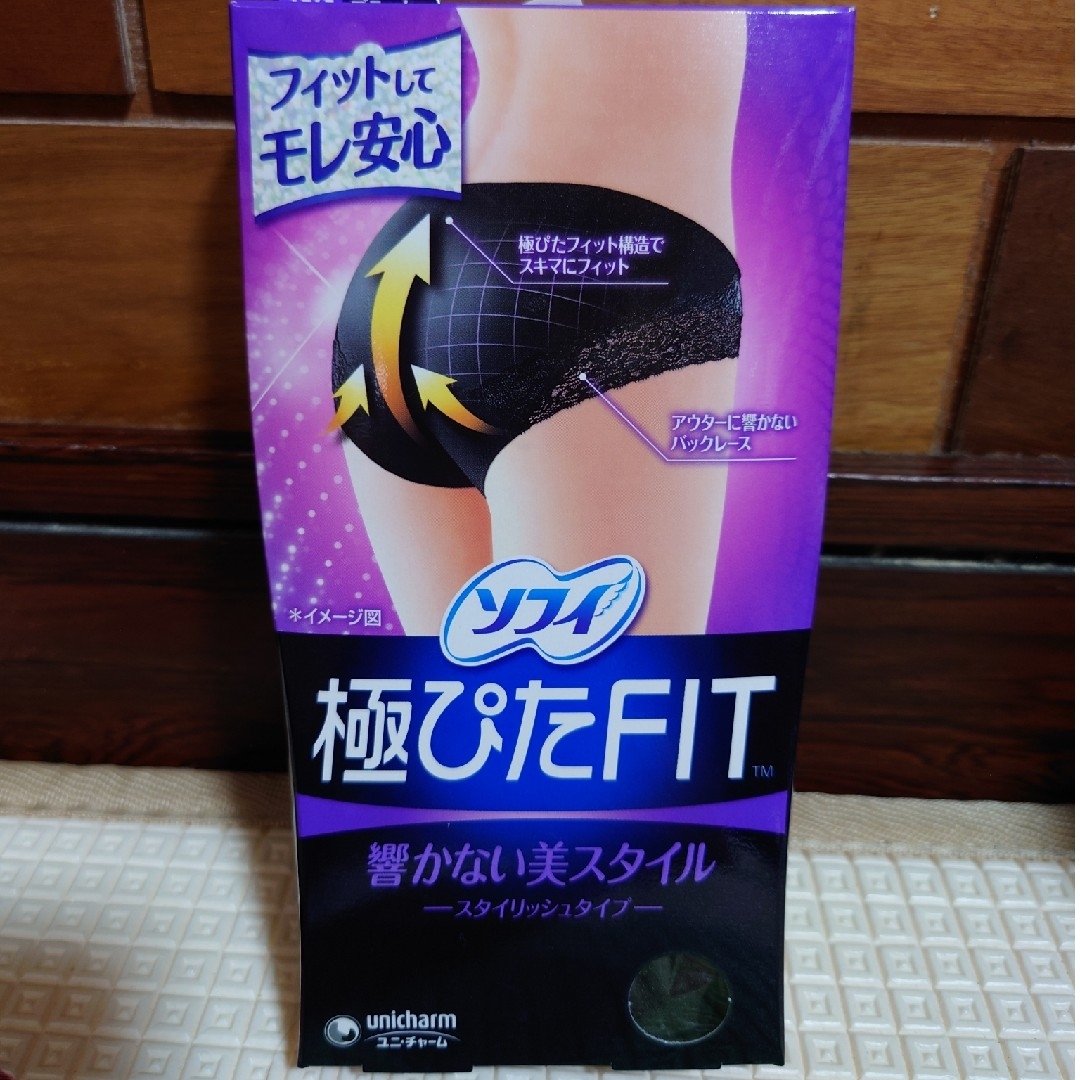 フィットして
モレ安心
極ぴたフィット構造で
スキマにフィット
アウターに響かない
バックレース
*イメージ図
ソフィ
極ぴたFIT TM
響かない美スタイル
スタイリッシュタイプ
unicharm
ユニ・チャーム